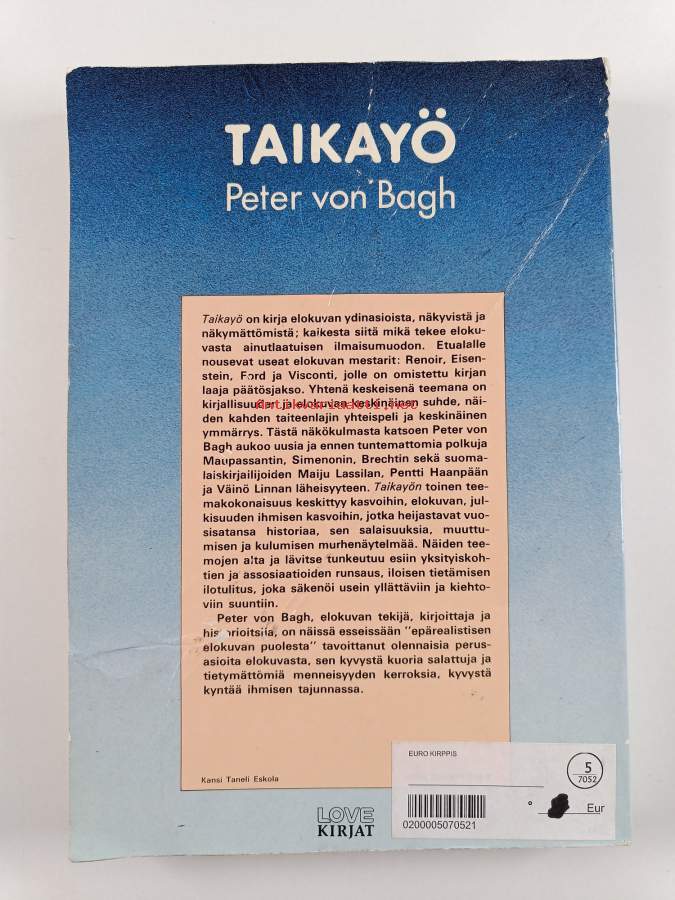 TAIKAYÖ
Peter von Bagh
Taikayö on kirja elokuvan ydinasioista, näkyvistä ja
näkymättömistä; kaikesta siitä mikä tekee eloku-
vasta ainutlaatuisen ilmaisumuodon. Etualalle
nousevat useat elokuvan mestarit: Renoir, Eisen-
stein, Ford ja Visconti, jolle on omistettu kirjan
laaja päätösjakso. Yhtenä keskeisenä teemana on
kirjallisuuden ja elokuvan keskinäinen suhde, näi-
Antikvariaatti.net
den kahden taiteenlajin yhteispeli ja keskinäinen
ymmärrys. Tästä näkökulmasta katsoen Peter von
Bagh aukoo uusia ja ennen tuntemattomia polkuja
Maupassantin, Simenonin, Brechtin sekä suoma-
laiskirjailijoiden Maiju Lassilan, Pentti Haanpään
ja Väinö Linnan läheisyyteen. Taikayön toinen tee-
makokonaisuus keskittyy kasvoihin, elokuvan, jul-
kisuuden ihmisen kasvoihin, jotka heijastavat vuo-
sisatansa historiaa, sen salaisuuksia, muuttu-
misen ja kulumisen murhenäytelmää. Näiden tee-
mojen alta ja lävitse tunkeutuu esiin yksityiskoh-
tien ja assosiaatioiden runsaus, iloisen tietämisen
ilotulitus, joka säkenöi usein yllättäviin ja kiehto-
viin suuntiin.
Peter von Bagh, elokuvan tekijä, kirjoittaja ja
historioitsija, on näissä esseissään "epärealistisen
elokuvan puolesta" tavoittanut olennaisia perus-
asioita elokuvasta, sen kyvystä kuoria salattuja ja
tietymättömiä menneisyyden kerroksia, kyvystä
kyntää ihmisen tajunnassa.
Kansi Taneli Eskola
LOVE
KIRJAT
EURO KIRPPIS
5
7052
Eur
0200005070521